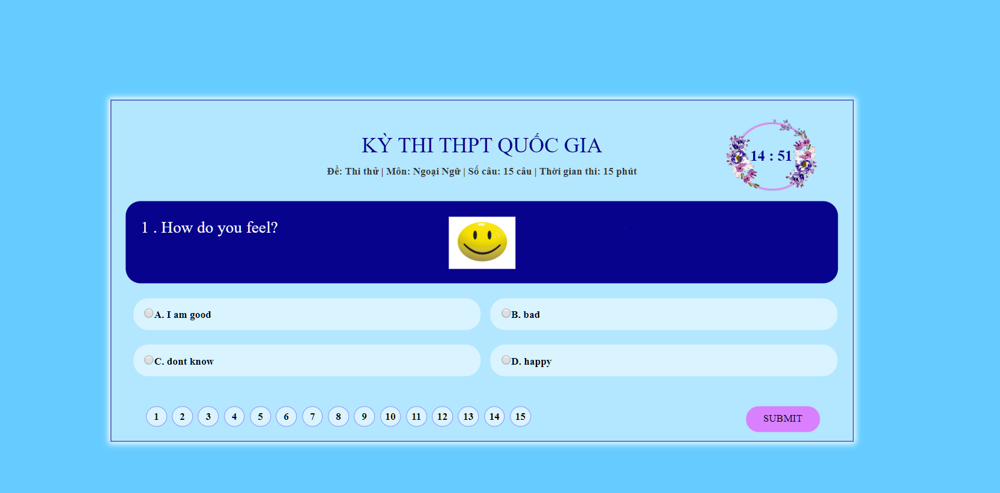 KỲ THI THPT QUỐC GIA
14 : 51
Đề: Thi thử | Môn: Ngoại Ngữ | Số câu: 15 câu | Thời gian thi: 15 phút
1 . How do you feel?
A. I am good
B. bad
C. dont know
D. happy
1 2 3 4 5 6 7 8 9 10 11 12 13 14 15
SUBMIT